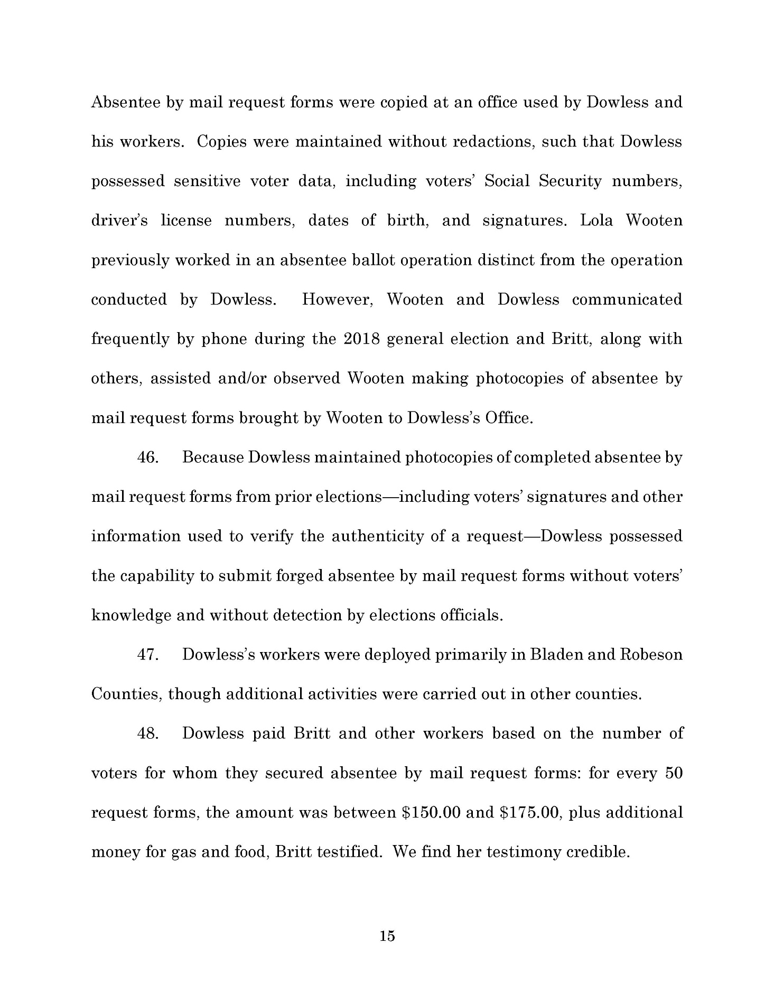 Absentee by mail request forms were copied at an office used by Dowless and
his workers.  Copies were maintained without redactions, such that Dowless
possessed sensitive voter data, including voters’ Social Security numbers,
driver’s license numbers, dates of birth, and signatures. Lola Wooten
previously worked in an absentee ballot operation distinct from the operation
conducted by Dowless.  However, Wooten and Dowless communicated
frequently by phone during the 2018 general election and Britt, along with
others, assisted and/or observed Wooten making photocopies of absentee by
mail request forms brought by Wooten to Dowless’s Office.
46. Because Dowless maintained photocopies of completed absentee by
mail request forms from prior elections—including voters’ signatures and other
information used to verify the authenticity of a request—Dowless possessed
the capability to submit forged absentee by mail request forms without voters’
knowledge and without detection by elections officials.
47. Dowless’s workers were deployed primarily in Bladen and Robeson
Counties, though additional activities were carried out in other counties.
48. Dowless paid Britt and other workers based on the number of
voters for whom they secured absentee by mail request forms: for every 50
request forms, the amount was between $150.00 and $175.00, plus additional
money for gas and food, Britt testified.  We find her testimony credible.
15